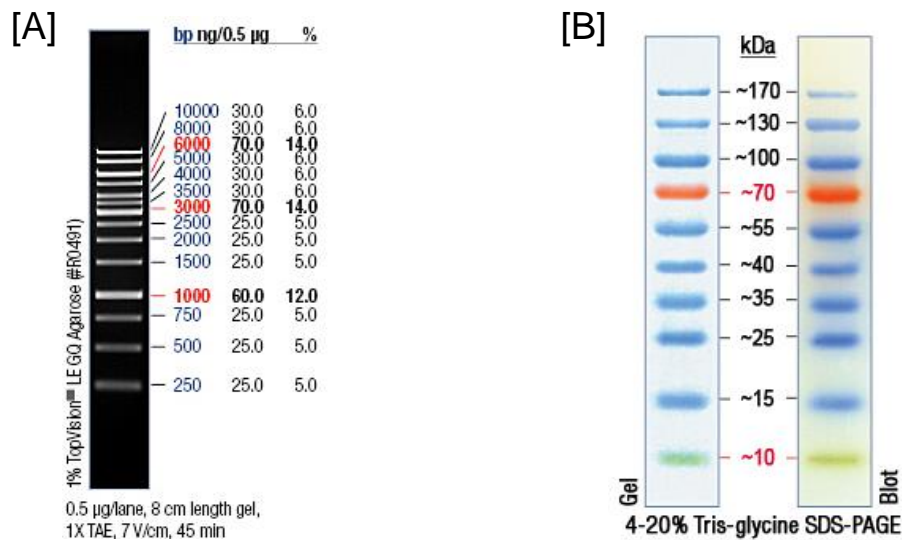 [A]
bp ng/0.5 µg %
10000 30.0 6.0
8000 30.0 6.0
6000 70.0 14.0
5000 30.0 6.0
4000 30.0 6.0
3500 30.0 6.0
3000 70.0 14.0
2500 25.0 5.0
2000 25.0 5.0
1500 25.0 5.0
1000 60.0 12.0
750 25.0 5.0
500 25.0 5.0
250 25.0 5.0
1% TopVision™ LE GQ Agarose (#R0491)
0.5 µg/lane, 8 cm length gel,
1X TAE, 7 V/cm, 45 min
[B]
kDa
~170
~130
~100
~70
~55
~40
~35
~25
~15
~10
Gel
Blot
4-20% Tris-glycine SDS-PAGE